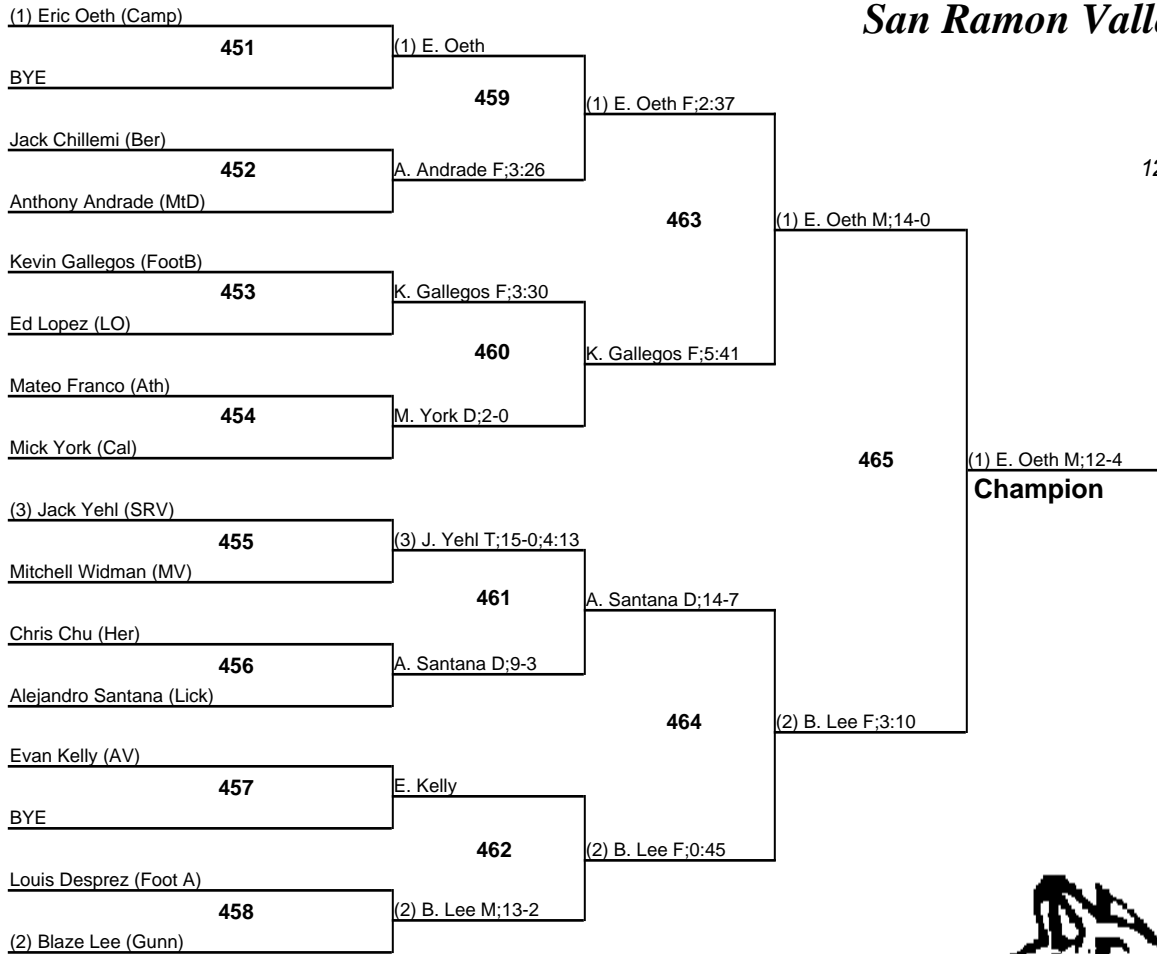 San Ramon Vall
12
(1) Eric Oeth (Camp)
451
BYE
(1) E. Oeth
459
Jack Chillemi (Ber)
452
Anthony Andrade (MtD)
A. Andrade F;3:26
(1) E. Oeth F;2:37
463
Kevin Gallegos (FootB)
453
Ed Lopez (LO)
K. Gallegos F;3:30
460
Mateo Franco (Ath)
454
Mick York (Cal)
M. York D;2-0
K. Gallegos F;5:41
(1) E. Oeth M;14-0
465
(3) Jack Yehl (SRV)
455
Mitchell Widman (MV)
(3) J. Yehl T;15-0;4:13
461
Chris Chu (Her)
456
Alejandro Santana (Lick)
A. Santana D;9-3
A. Santana D;14-7
464
Evan Kelly (AV)
457
BYE
E. Kelly
462
Louis Desprez (Foot A)
458
(2) Blaze Lee (Gunn)
(2) B. Lee M;13-2
(2) B. Lee F;0:45
(2) B. Lee F;3:10
(1) E. Oeth M;12-4
Champion